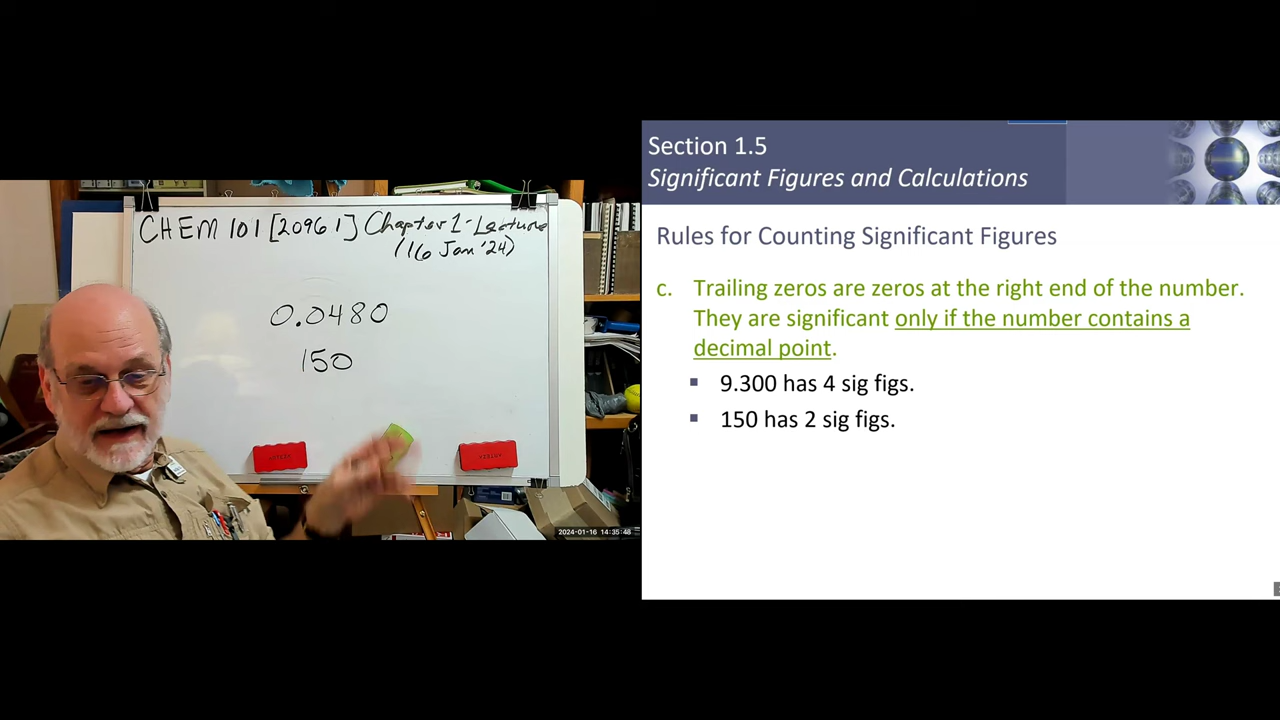 CHEM 101 [20961] Chapter 1 - Lecture
(16 Jan '24)
0.0480
150
2024-01-16 14:35:48
Section 1.5
Significant Figures and Calculations
Rules for Counting Significant Figures
c. Trailing zeros are zeros at the right end of the number.
They are significant only if the number contains a
decimal point.
▪ 9.300 has 4 sig figs.
▪ 150 has 2 sig figs.